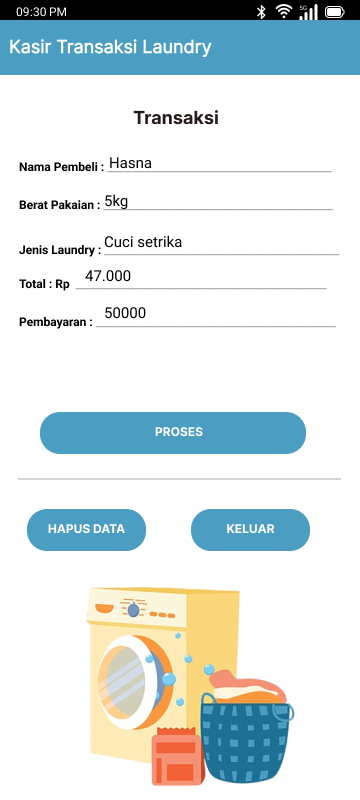 09:30 PM 5G
Kasir Transaksi Laundry
Transaksi
Nama Pembeli : Hasna
Berat Pakaian : 5kg
Jenis Laundry : Cuci setrika
Total : Rp 47.000
Pembayaran : 50000
PROSES
HAPUS DATA KELUAR